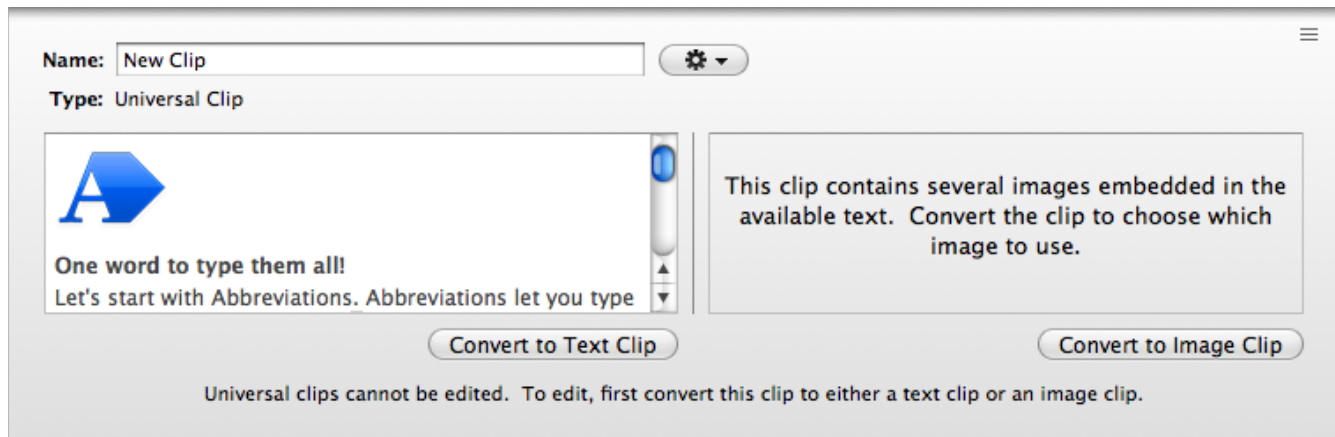 Name: New Clip
Type: Universal Clip
A
One word to type them all!
Let's start with Abbreviations. Abbreviations let you type
This clip contains several images embedded in the
available text. Convert the clip to choose which
image to use.
Convert to Text Clip
Convert to Image Clip
Universal clips cannot be edited. To edit, first convert this clip to either a text clip or an image clip.